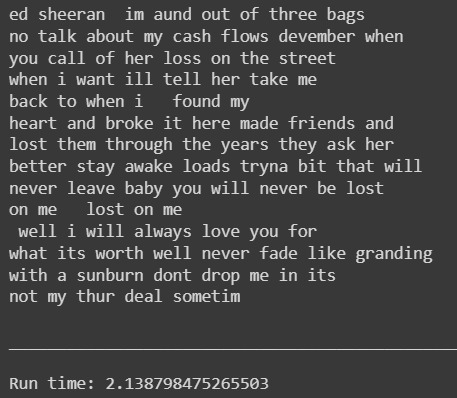 ed sheeran  im aund out of three bags
no talk about my cash flows devember when
you call of her loss on the street
when i want ill tell her take me
back to when i   found my
heart and broke it here made friends and
lost them through the years they ask her
better stay awake loads tryna bit that will
never leave baby you will never be lost
on me   lost on me
 well i will always love you for
what its worth well never fade like granding
with a sunburn dont drop me in its
not my thur deal sometim
Run time: 2.138798475265503